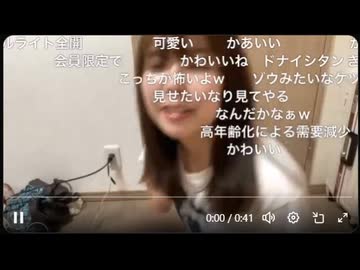 ルライト全開 可愛い かあいい
会員限定て かわいいね ドナイシタン
こっちが怖いよw ゾウみたいなケツ
見せたいなり見てやる
なんだかなぁw
高年齢化による需要減少
かわいい
0:00 / 0:41